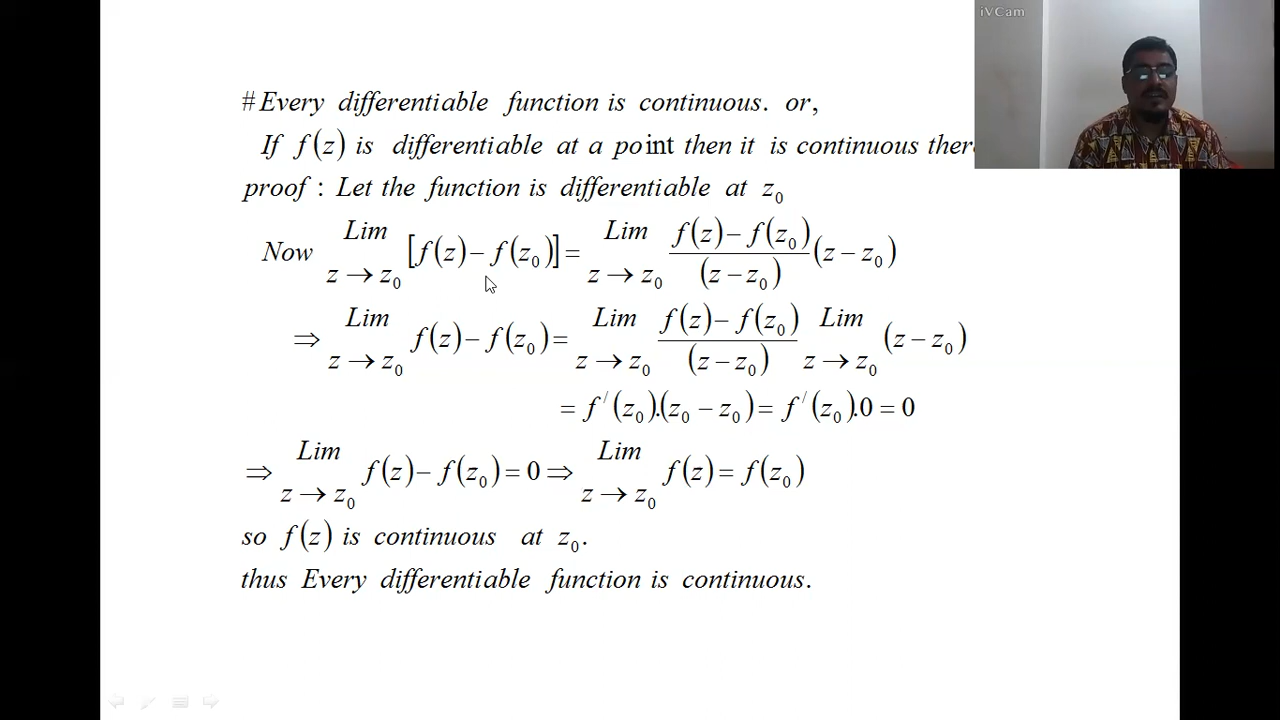 iVCam
#Every differentiable function is continuous. or,
If f(z) is differentiable at a point then it is continuous there
proof : Let the function is differentiable at z₀
Now Lim z → z₀ [f(z) − f(z₀)] = Lim z → z₀ f(z) − f(z₀) / (z − z₀) (z − z₀)
⇒ Lim z → z₀ f(z) − f(z₀) = Lim z → z₀ f(z) − f(z₀) / (z − z₀) Lim z → z₀ (z − z₀)
= f ′(z₀).(z₀ − z₀) = f ′(z₀).0 = 0
⇒ Lim z → z₀ f(z) − f(z₀) = 0 ⇒ Lim z → z₀ f(z) = f(z₀)
so f(z) is continuous at z₀.
thus Every differentiable function is continuous.